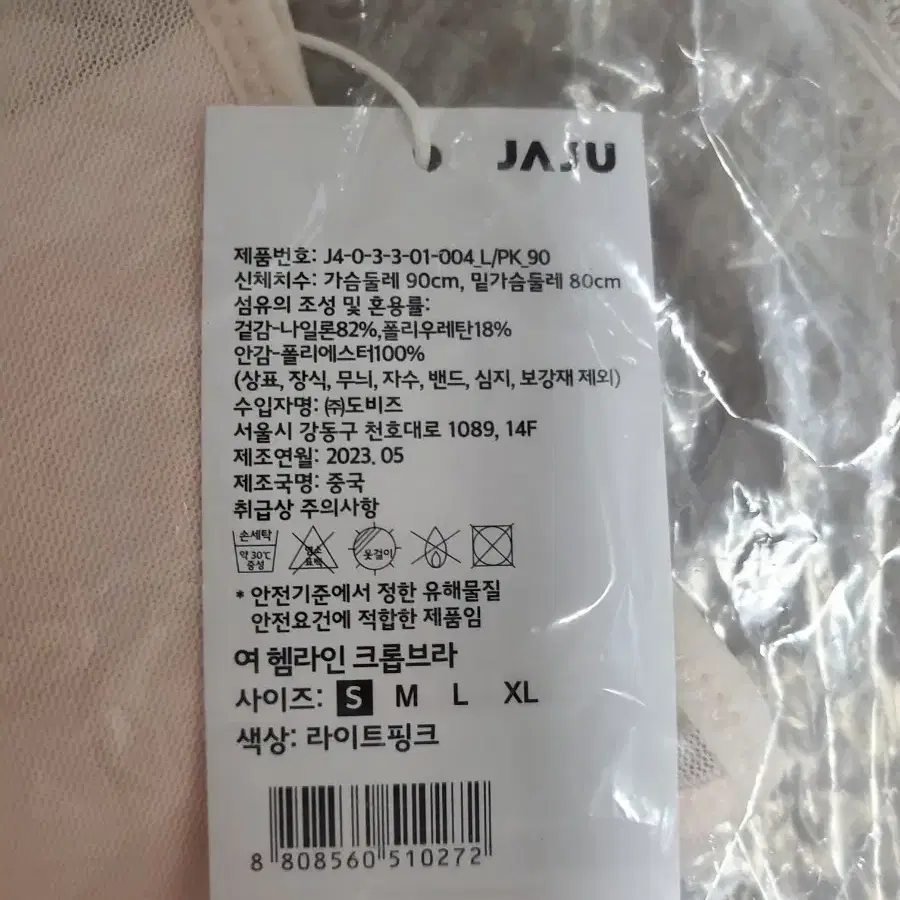 JAJU
제품번호: J4-0-3-3-01-004_L/PK_90
신체치수: 가슴둘레 90cm, 밑가슴둘레 80cm
섬유의 조성 및 혼용률:
겉감-나일론82%,폴리우레탄18%
안감-폴리에스터100%
(상표, 장식, 무늬, 자수, 밴드, 심지, 보강재 제외)
수입자명: ㈜도비즈
서울시 강동구 천호대로 1089, 14F
제조연월: 2023. 05
제조국명: 중국
취급상 주의사항
손세탁
약 30℃
중성
염소
표백
옷걸이
* 안전기준에서 정한 유해물질
안전요건에 적합한 제품임
여 헴라인 크롭브라
사이즈: S M L XL
색상: 라이트핑크
8 808560 510272